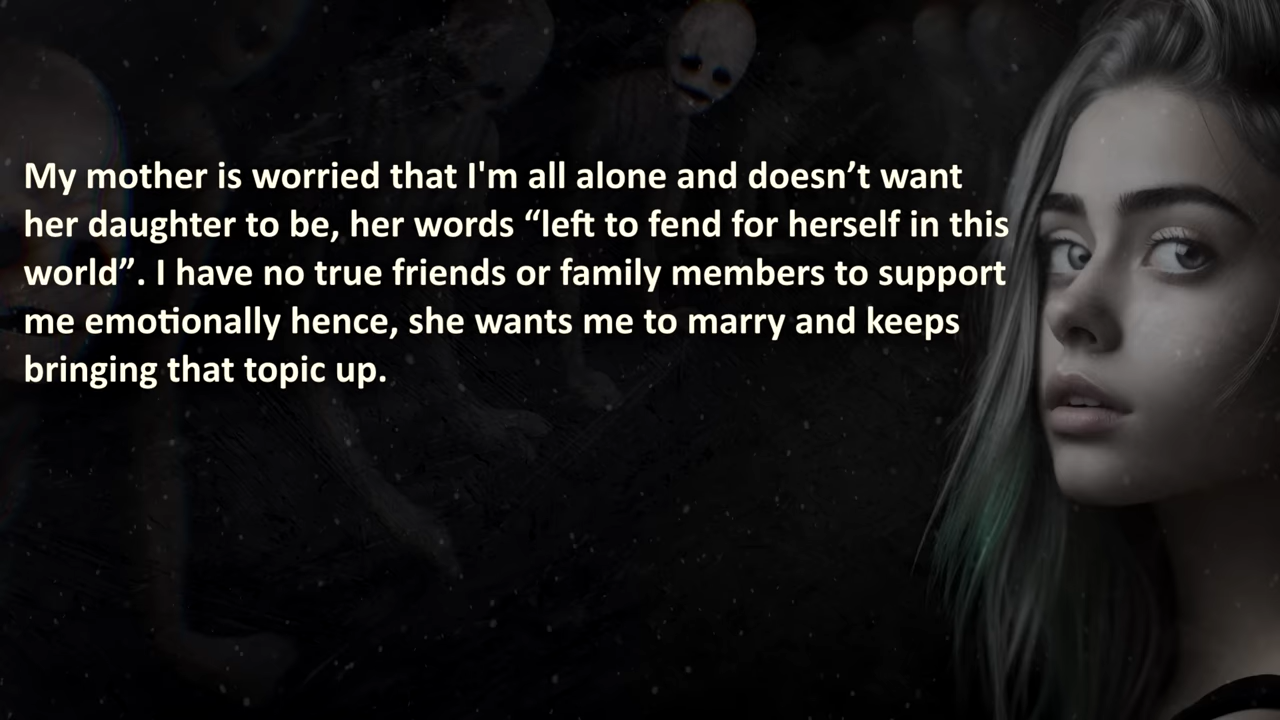 My mother is worried that I'm all alone and doesn’t want
her daughter to be, her words “left to fend for herself in this
world”. I have no true friends or family members to support
me emotionally hence, she wants me to marry and keeps
bringing that topic up.